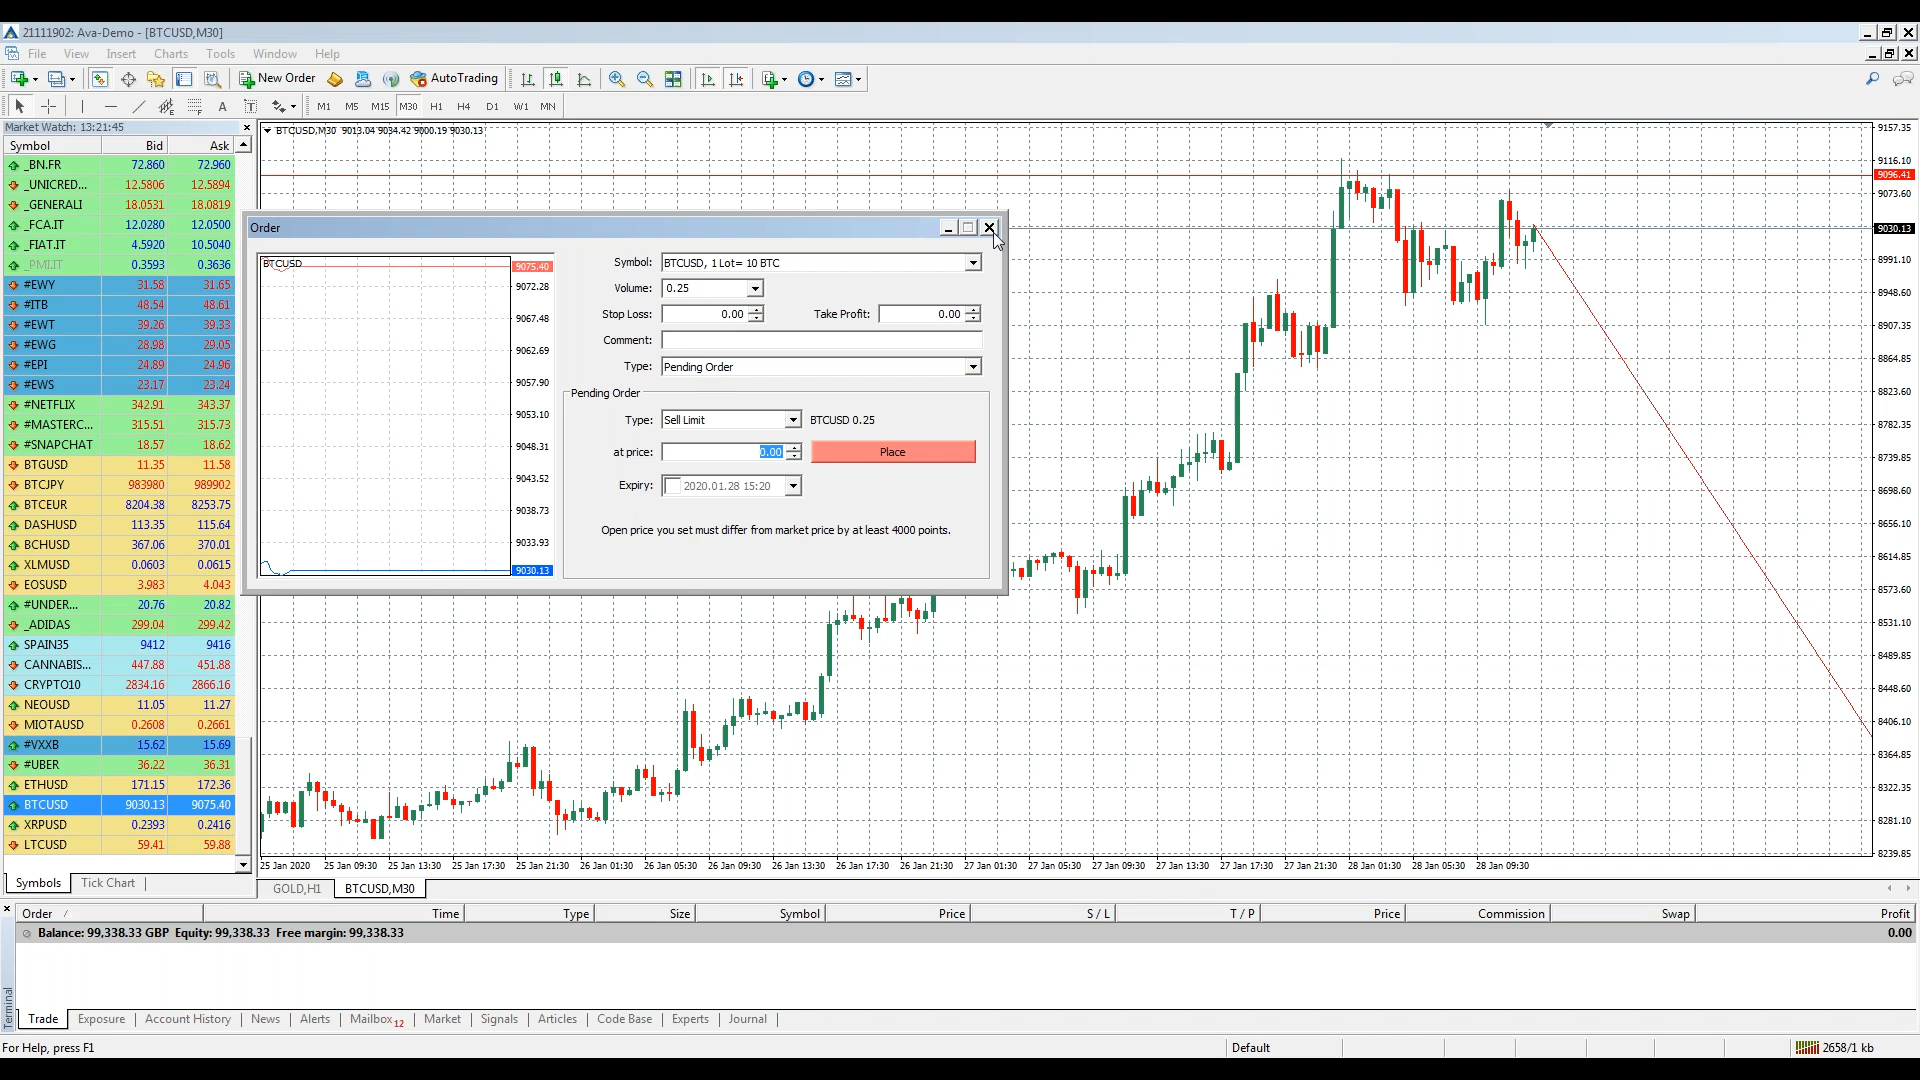 21111902: Ava-Demo - [BTCUSD,M30]
File View Insert Charts Tools Window Help
New Order AutoTrading
A T M1 M5 M15 M30 H1 H4 D1 W1 MN
Market Watch: 13:21:45
Symbol Bid Ask
_BN.FR 72.860 72.960
_UNICRED... 12.5806 12.5894
_GENERALI 18.0531 18.0819
_FCA.IT 12.0280 12.0500
_FIAT.IT 4.5920 10.5040
_PMI.IT 0.3593 0.3636
#EWY 31.58 31.65
#ITB 48.54 48.61
#EWT 39.26 39.33
#EWG 28.98 29.05
#EPI 24.89 24.96
#EWS 23.17 23.24
#NETFLIX 342.91 343.37
#MASTERC... 315.51 315.73
#SNAPCHAT 18.57 18.62
BTGUSD 11.35 11.58
BTCJPY 983980 989902
BTCEUR 8204.38 8253.75
DASHUSD 113.35 115.64
BCHUSD 367.06 370.01
XLMUSD 0.0603 0.0615
EOSUSD 3.983 4.043
#UNDER... 20.76 20.82
_ADIDAS 299.04 299.42
SPAIN35 9412 9416
CANNABIS... 447.88 451.88
CRYPTO10 2834.16 2866.16
NEOUSD 11.05 11.27
MIOTAUSD 0.2608 0.2661
#VXXB 15.62 15.69
#UBER 36.22 36.31
ETHUSD 171.15 172.36
BTCUSD 9030.13 9075.40
XRPUSD 0.2393 0.2416
LTCUSD 59.41 59.88
Symbols Tick Chart
BTCUSD,M30 9013.04 9034.42 9000.19 9030.13
Order
BTCUSD
9075.40
9072.28
9067.48
9062.69
9057.90
9053.10
9048.31
9043.52
9038.73
9033.93
9030.13
Symbol: BTCUSD, 1 Lot= 10 BTC
Volume: 0.25
Stop Loss: 0.00 Take Profit: 0.00
Comment:
Type: Pending Order
Pending Order
Type: Sell Limit BTCUSD 0.25
at price: 0.00 Place
Expiry: 2020.01.28 15:20
Open price you set must differ from market price by at least 4000 points.
9157.35
9116.10
9096.41
9073.60
9030.13
8991.10
8948.60
8907.35
8864.85
8823.60
8782.35
8739.85
8698.60
8656.10
8614.85
8573.60
8531.10
8489.85
8448.60
8406.10
8364.85
8322.35
8281.10
8239.85
25 Jan 2020 25 Jan 09:30 25 Jan 13:30 25 Jan 17:30 25 Jan 21:30 26 Jan 01:30 26 Jan 05:30 26 Jan 09:30 26 Jan 13:30 26 Jan 17:30 26 Jan 21:30 27 Jan 01:30 27 Jan 05:30 27 Jan 09:30 27 Jan 13:30 27 Jan 17:30 27 Jan 21:30 28 Jan 01:30 28 Jan 05:30 28 Jan 09:30
GOLD,H1 BTCUSD,M30
Order / Time Type Size Symbol Price S / L T / P Price Commission Swap Profit
Balance: 99,338.33 GBP Equity: 99,338.33 Free margin: 99,338.33 0.00
Terminal
Trade Exposure Account History News Alerts Mailbox 12 Market Signals Articles Code Base Experts Journal
For Help, press F1 Default 2658/1 kb